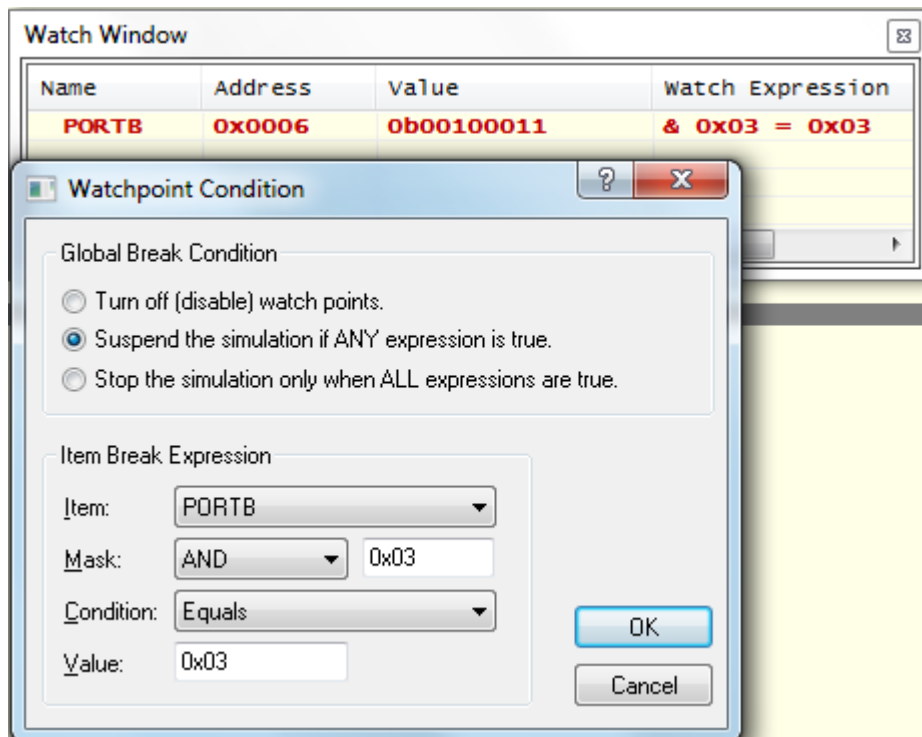 Watch Window
Name Address Value Watch Expression
PORTB 0x0006 0b00100011 & 0x03 = 0x03
Watchpoint Condition
Global Break Condition
Turn off (disable) watch points.
Suspend the simulation if ANY expression is true.
Stop the simulation only when ALL expressions are true.
Item Break Expression
Item: PORTB
Mask: AND 0x03
Condition: Equals
Value: 0x03
OK
Cancel